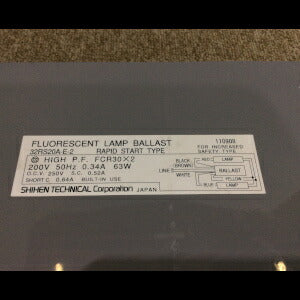 FLUORESCENT LAMP BALLAST
32RS20A-E-2 RAPID START TYPE
HIGH P.F. FCR30×2
200V 50Hz 0.34A 63W
O.C.V. 250V S.C. 0.52A
SHORT C. 0.64A BUILT-IN USE
SHIHEN TECHNICAL Corporation JAPAN
FOR INCREASED
SAFETY TYPE
LINE
BLACK
BROWN
WHITE
RED
LAMP
BALLAST
YELLOW
BLUE
LAMP